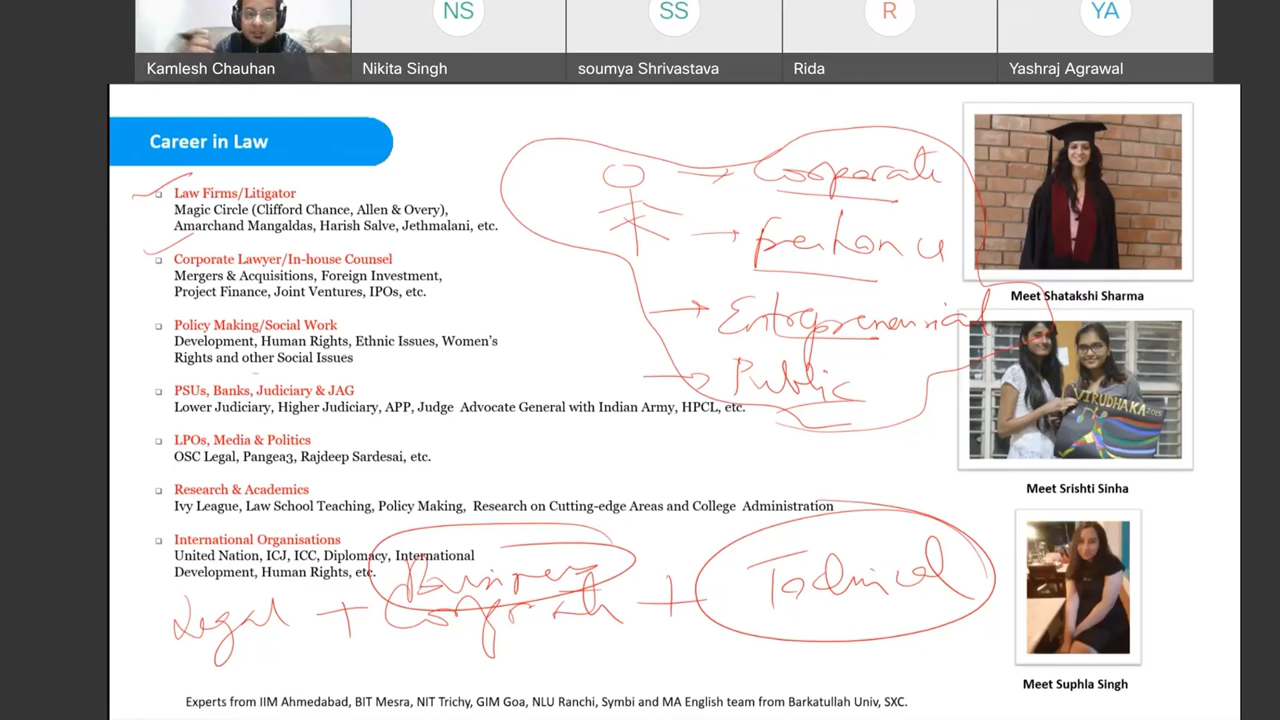 NS
SS
R
YA
Kamlesh Chauhan
Nikita Singh
soumya Shrivastava
Rida
Yashraj Agrawal
Career in Law
Law Firms/Litigator
Magic Circle (Clifford Chance, Allen & Overy),
Amarchand Mangaldas, Harish Salve, Jethmalani, etc.
Corporate Lawyer/In-house Counsel
Mergers & Acquisitions, Foreign Investment,
Project Finance, Joint Ventures, IPOs, etc.
Policy Making/Social Work
Development, Human Rights, Ethnic Issues, Women's
Rights and other Social Issues
PSUs, Banks, Judiciary & JAG
Lower Judiciary, Higher Judiciary, APP, Judge Advocate General with Indian Army, HPCL, etc.
LPOs, Media & Politics
OSC Legal, Pangea3, Rajdeep Sardesai, etc.
Research & Academics
Ivy League, Law School Teaching, Policy Making, Research on Cutting-edge Areas and College Administration
International Organisations
United Nation, ICJ, ICC, Diplomacy, International
Development, Human Rights, etc.
Corporate
Entrepreneurial
Public
Business
Legal + Corporate + Technical
Meet Shatakshi Sharma
VIRUDHAKA 2015
Meet Srishti Sinha
Meet Suphla Singh
Experts from IIM Ahmedabad, BIT Mesra, NIT Trichy, GIM Goa, NLU Ranchi, Symbi and MA English team from Barkatullah Univ, SXC.